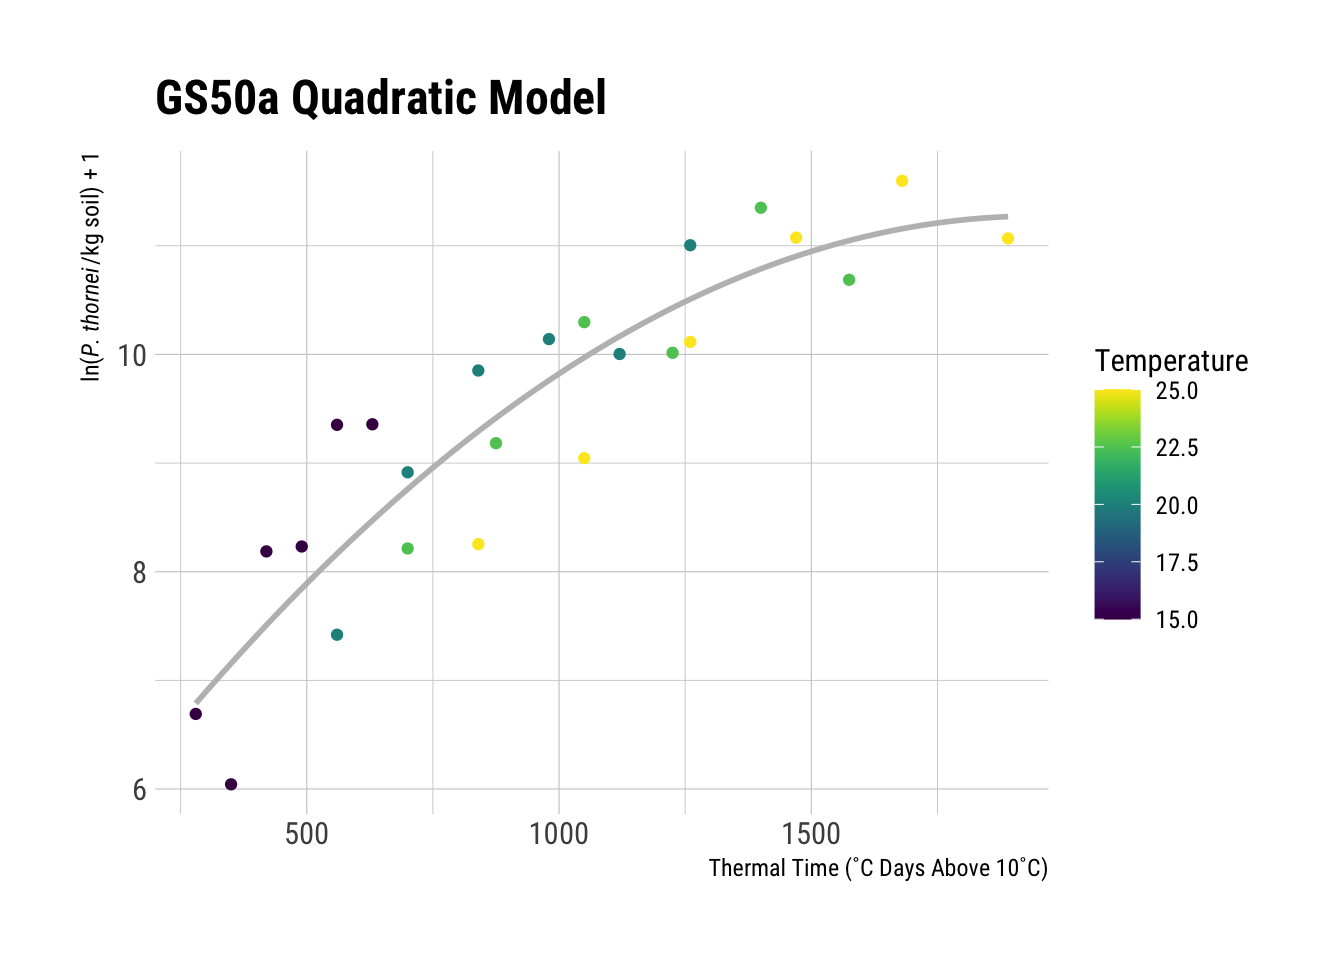 GS50a Quadratic Model
ln(P. thornei/kg soil) + 1
10
8
6
500 1000 1500
Thermal Time (˚C Days Above 10˚C)
Temperature
25.0
22.5
20.0
17.5
15.0